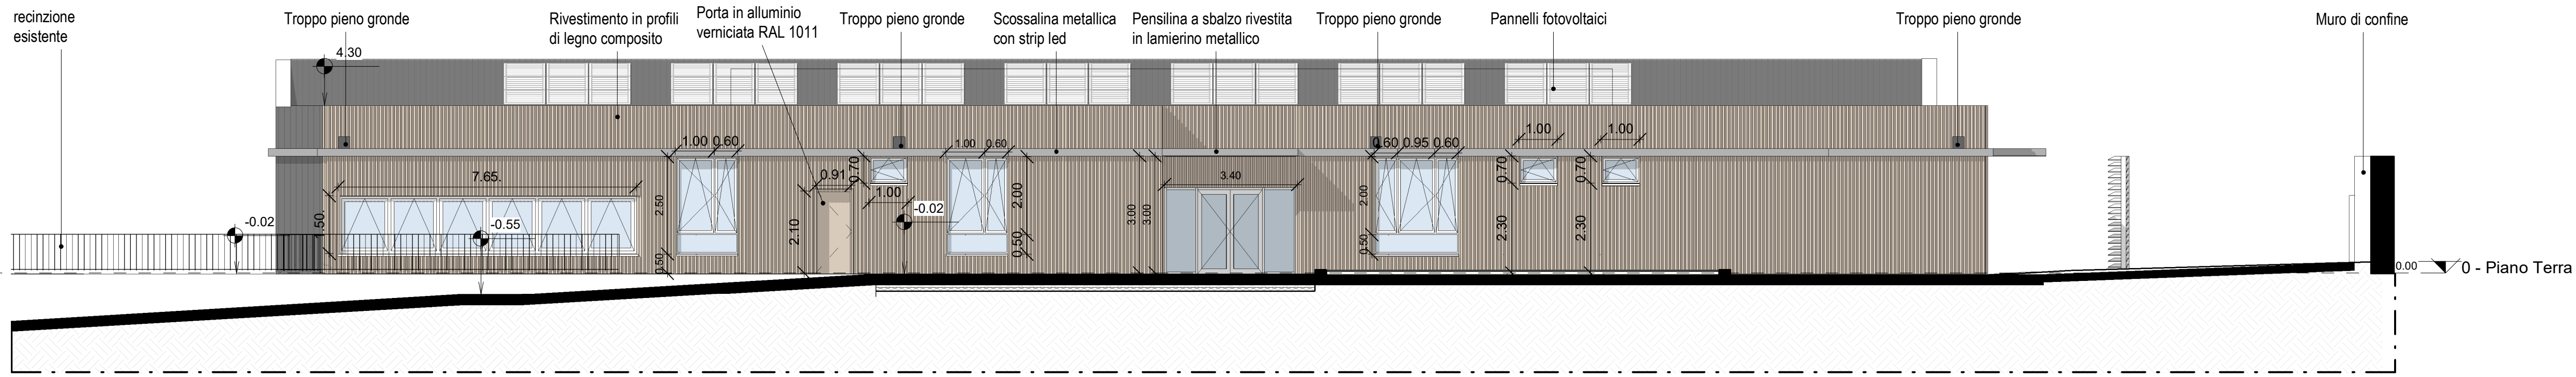 recinzione
esistente
Troppo pieno gronde
Rivestimento in profili
di legno composito
Porta in alluminio
verniciata RAL 1011
Troppo pieno gronde
Scossalina metallica
con strip led
Pensilina a sbalzo rivestita
in lamierino metallico
Troppo pieno gronde
Pannelli fotovoltaici
Troppo pieno gronde
Muro di confine
4.30
1.00 0.60
1.00 0.60
0.60 0.95 0.60
1.00
1.00
7.65.
0.91
0.70
1.00
3.40
0.70
0.70
-0.02
.50.
-0.55
2.50
0.50
2.10
-0.02
2.00
0.50
3.00
3.00
2.00
0.50
2.30
2.30
0.00
0 - Piano Terra